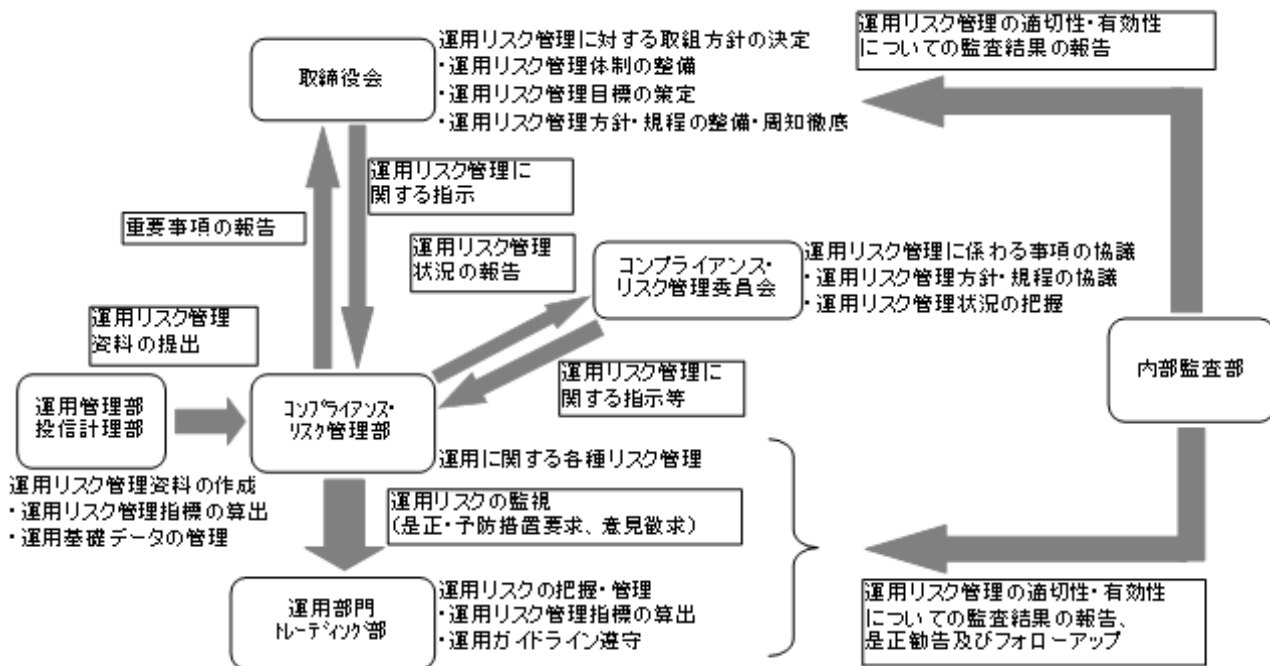 運用リスク管理に対する取組方針の決定
・運用リスク管理体制の整備
・運用リスク管理目標の策定
・運用リスク管理方針・規程の整備・周知徹底
取締役会
運用リスク管理の適切性・有効性
についての監査結果の報告
運用リスク管理に
関する指示
重要事項の報告
運用リスク管理
状況の報告
コンプライアンス・
リスク管理委員会
運用リスク管理に係わる事項の協議
・運用リスク管理方針・規程の協議
・運用リスク管理状況の把握
運用リスク管理
資料の提出
内部監査部
運用リスク管理に
関する指示等
運用管理部
投信計理部
コンプライアンス・
リスク管理部
運用に関する各種リスク管理
運用リスク管理資料の作成
・運用リスク管理指標の算出
・運用基礎データの管理
運用リスクの監視
(是正・予防措置要求、意見徴求)
運用部門
トレーディング部
運用リスクの把握・管理
・運用リスク管理指標の算出
・運用ガイドライン遵守
運用リスク管理の適切性・有効性
についての監査結果の報告、
是正勧告及びフォローアップ